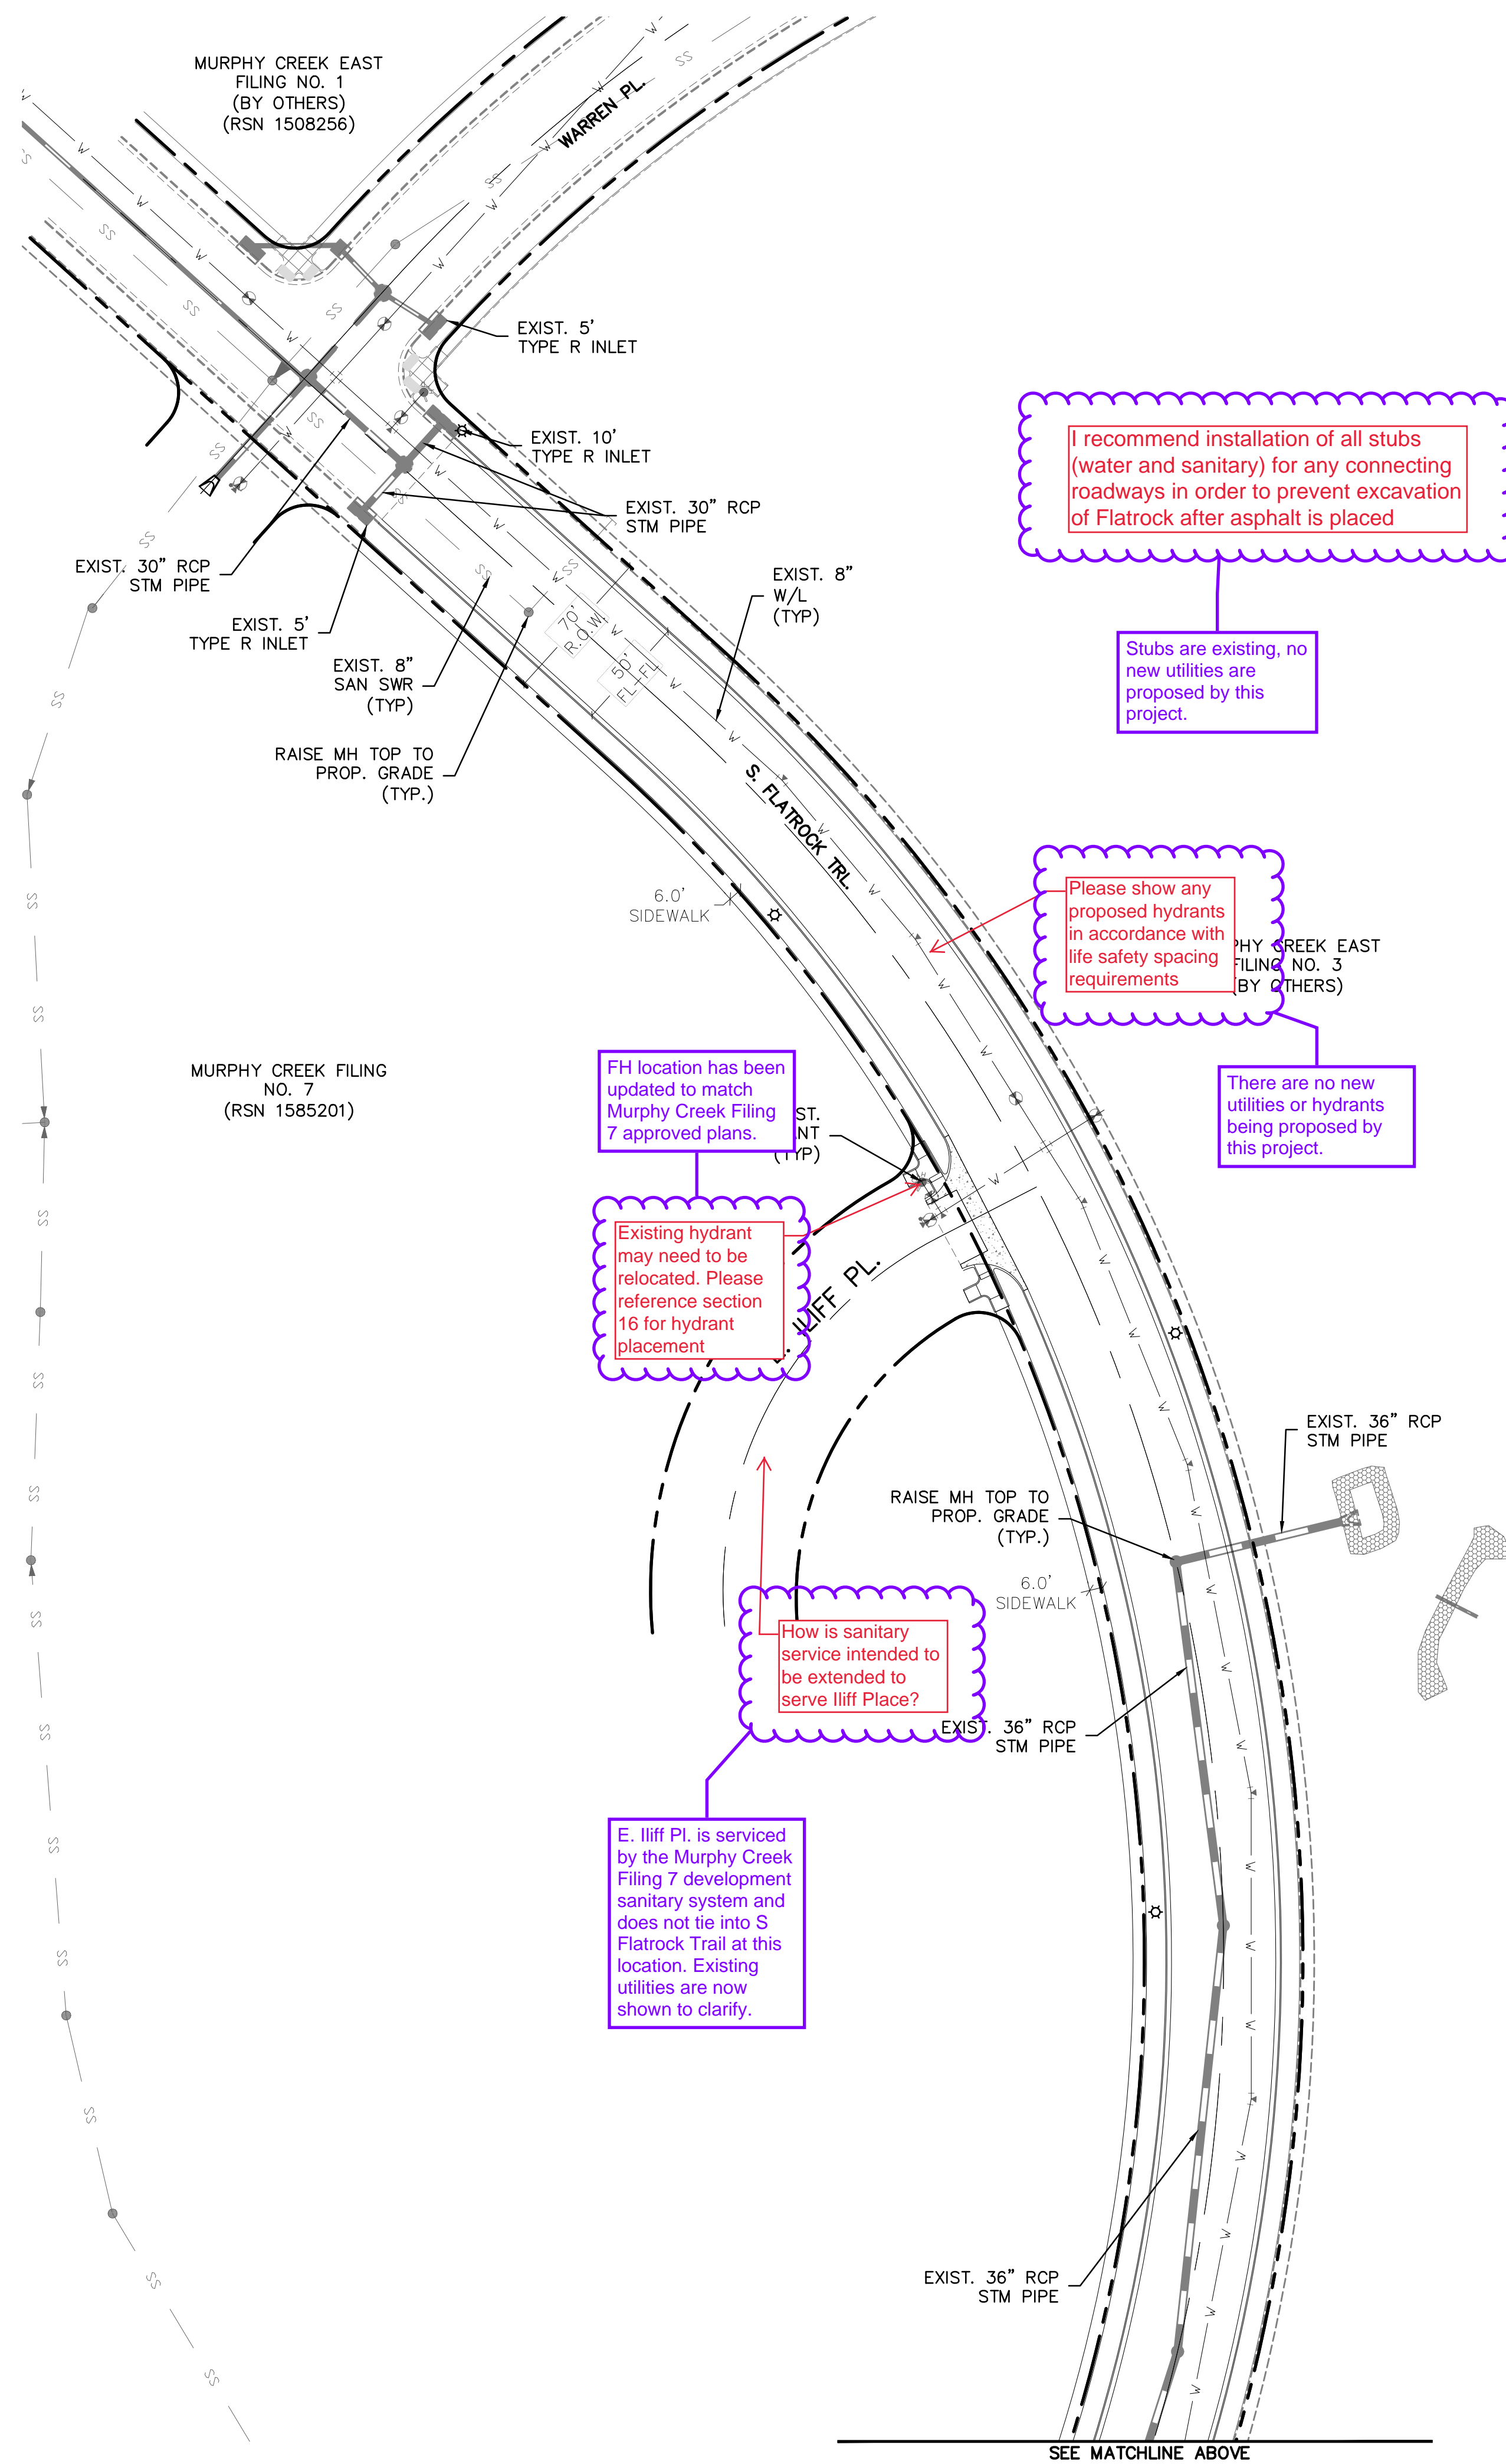 MURPHY CREEK EAST
FILING NO. 1
(BY OTHERS)
(RSN 1508256)
WARREN PL.
EXIST. 5'
TYPE R INLET
EXIST. 10'
TYPE R INLET
EXIST. 30" RCP
STM PIPE
EXIST. 30" RCP
STM PIPE
EXIST. 5'
TYPE R INLET
EXIST. 8"
SAN SWR
(TYP)
RAISE MH TOP TO
PROP. GRADE
(TYP.)
70'
R.O.W.
50'
FL-FL
EXIST. 8"
W/L
(TYP)
S. FLATROCK TRL.
I recommend installation of all stubs
(water and sanitary) for any connecting
roadways in order to prevent excavation
of Flatrock after asphalt is placed
Stubs are existing, no
new utilities are
proposed by this
project.
6.0'
SIDEWALK
Please show any
proposed hydrants
in accordance with
life safety spacing
requirements
PHY CREEK EAST
FILING NO. 3
(BY OTHERS)
There are no new
utilities or hydrants
being proposed by
this project.
MURPHY CREEK FILING
NO. 7
(RSN 1585201)
FH location has been
updated to match
Murphy Creek Filing
7 approved plans.
ST.
ANT
(TYP)
Existing hydrant
may need to be
relocated. Please
reference section
16 for hydrant
placement
ILIFF PL.
EXIST. 36" RCP
STM PIPE
RAISE MH TOP TO
PROP. GRADE
(TYP.)
6.0'
SIDEWALK
How is sanitary
service intended to
be extended to
serve Iliff Place?
EXIST. 36" RCP
STM PIPE
E. Iliff Pl. is serviced
by the Murphy Creek
Filing 7 development
sanitary system and
does not tie into S
Flatrock Trail at this
location. Existing
utilities are now
shown to clarify.
EXIST. 36" RCP
STM PIPE
SEE MATCHLINE ABOVE